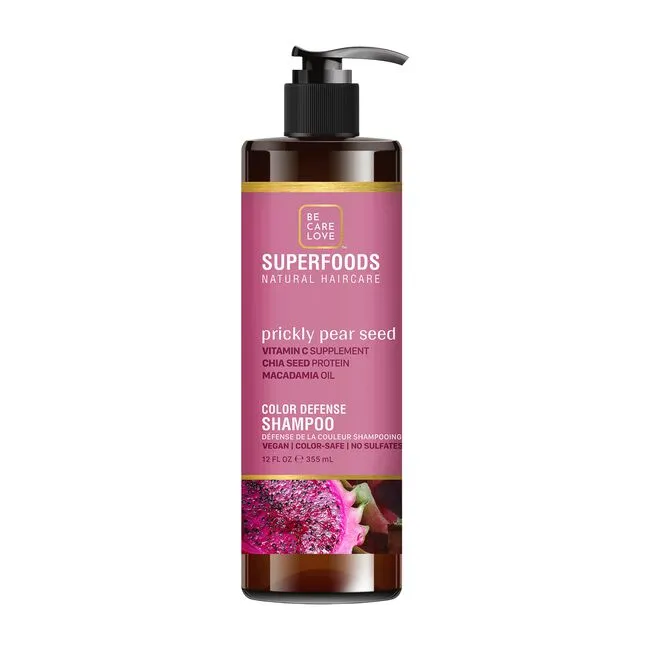 BE
CARE
LOVE
™
SUPERFOODS
NATURAL HAIRCARE
prickly pear seed
VITAMIN C SUPPLEMENT
CHIA SEED PROTEIN
MACADAMIA OIL
COLOR DEFENSE
SHAMPOO
DÉFENSE DE LA COULEUR SHAMPOOING
VEGAN | COLOR-SAFE | NO SULFATES
12 FL OZ ℮ 355 mL